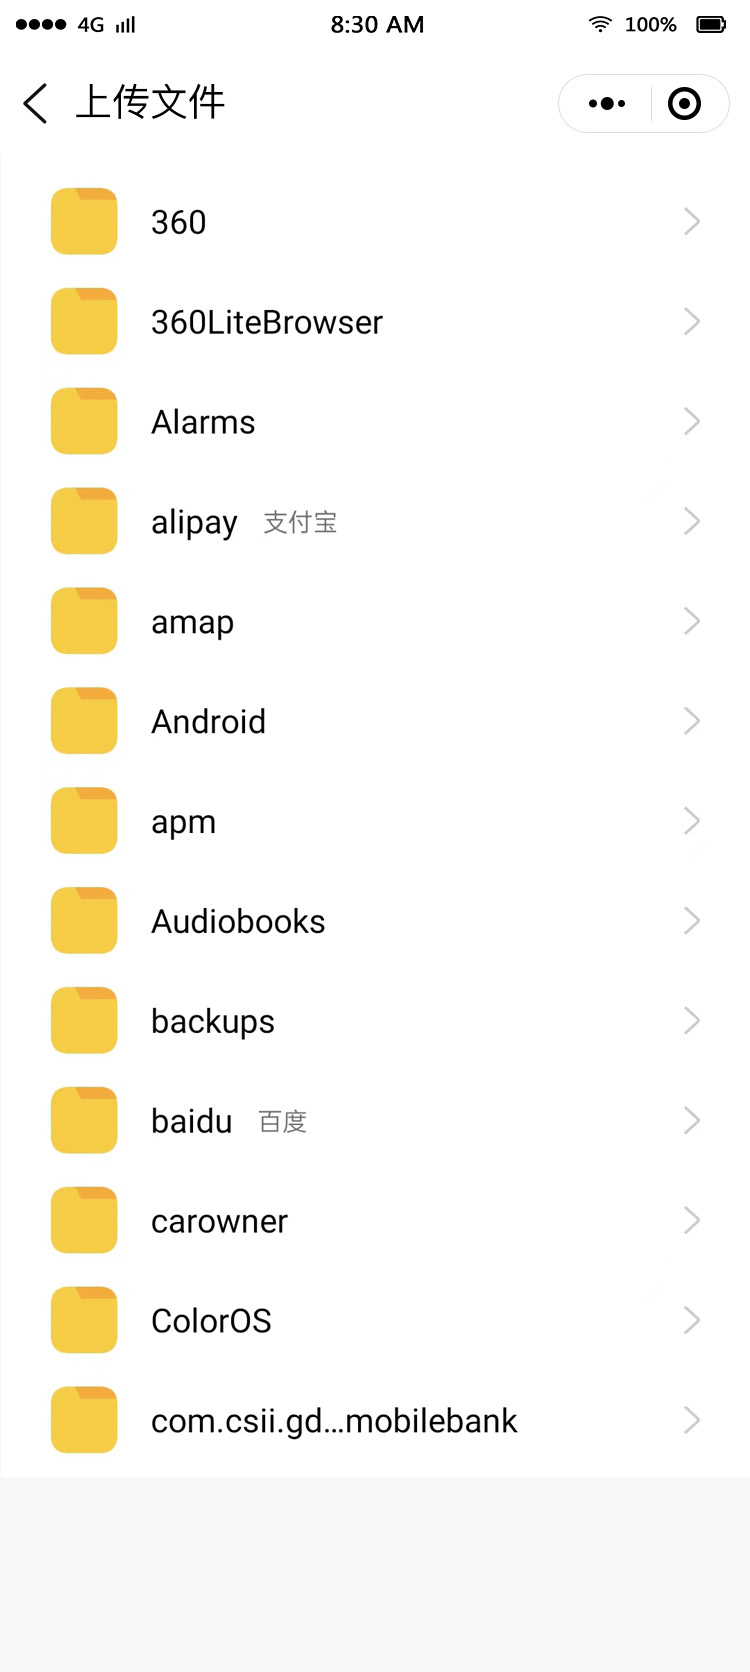 4G 8:30 AM 100%
上传文件
360
360LiteBrowser
Alarms
alipay 支付宝
amap
Android
apm
Audiobooks
backups
baidu 百度
carowner
ColorOS
com.csii.gd...mobilebank